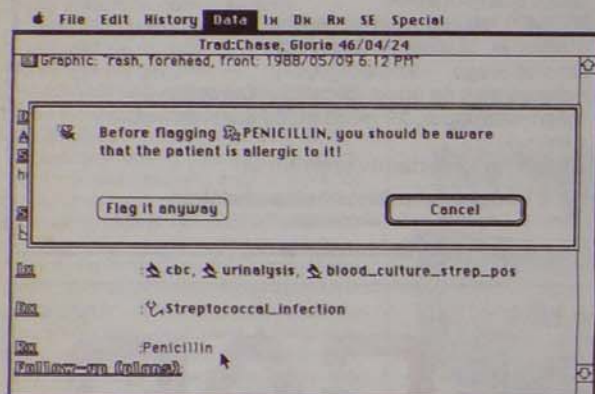 File Edit History Data Ix Dx Rx SE Special
Trad:Chase, Gloria 46/04/24
Graphic: "rash, forehead, front: 1988/05/09 6:12 PM"
Before flagging PENICILLIN, you should be aware
that the patient is allergic to it!
Flag it anyway
Cancel
Ix :cbc, urinalysis, blood_culture_strep_pos
Dx :Streptococcal_infection
Rx :Penicillin
Follow-up (plans):